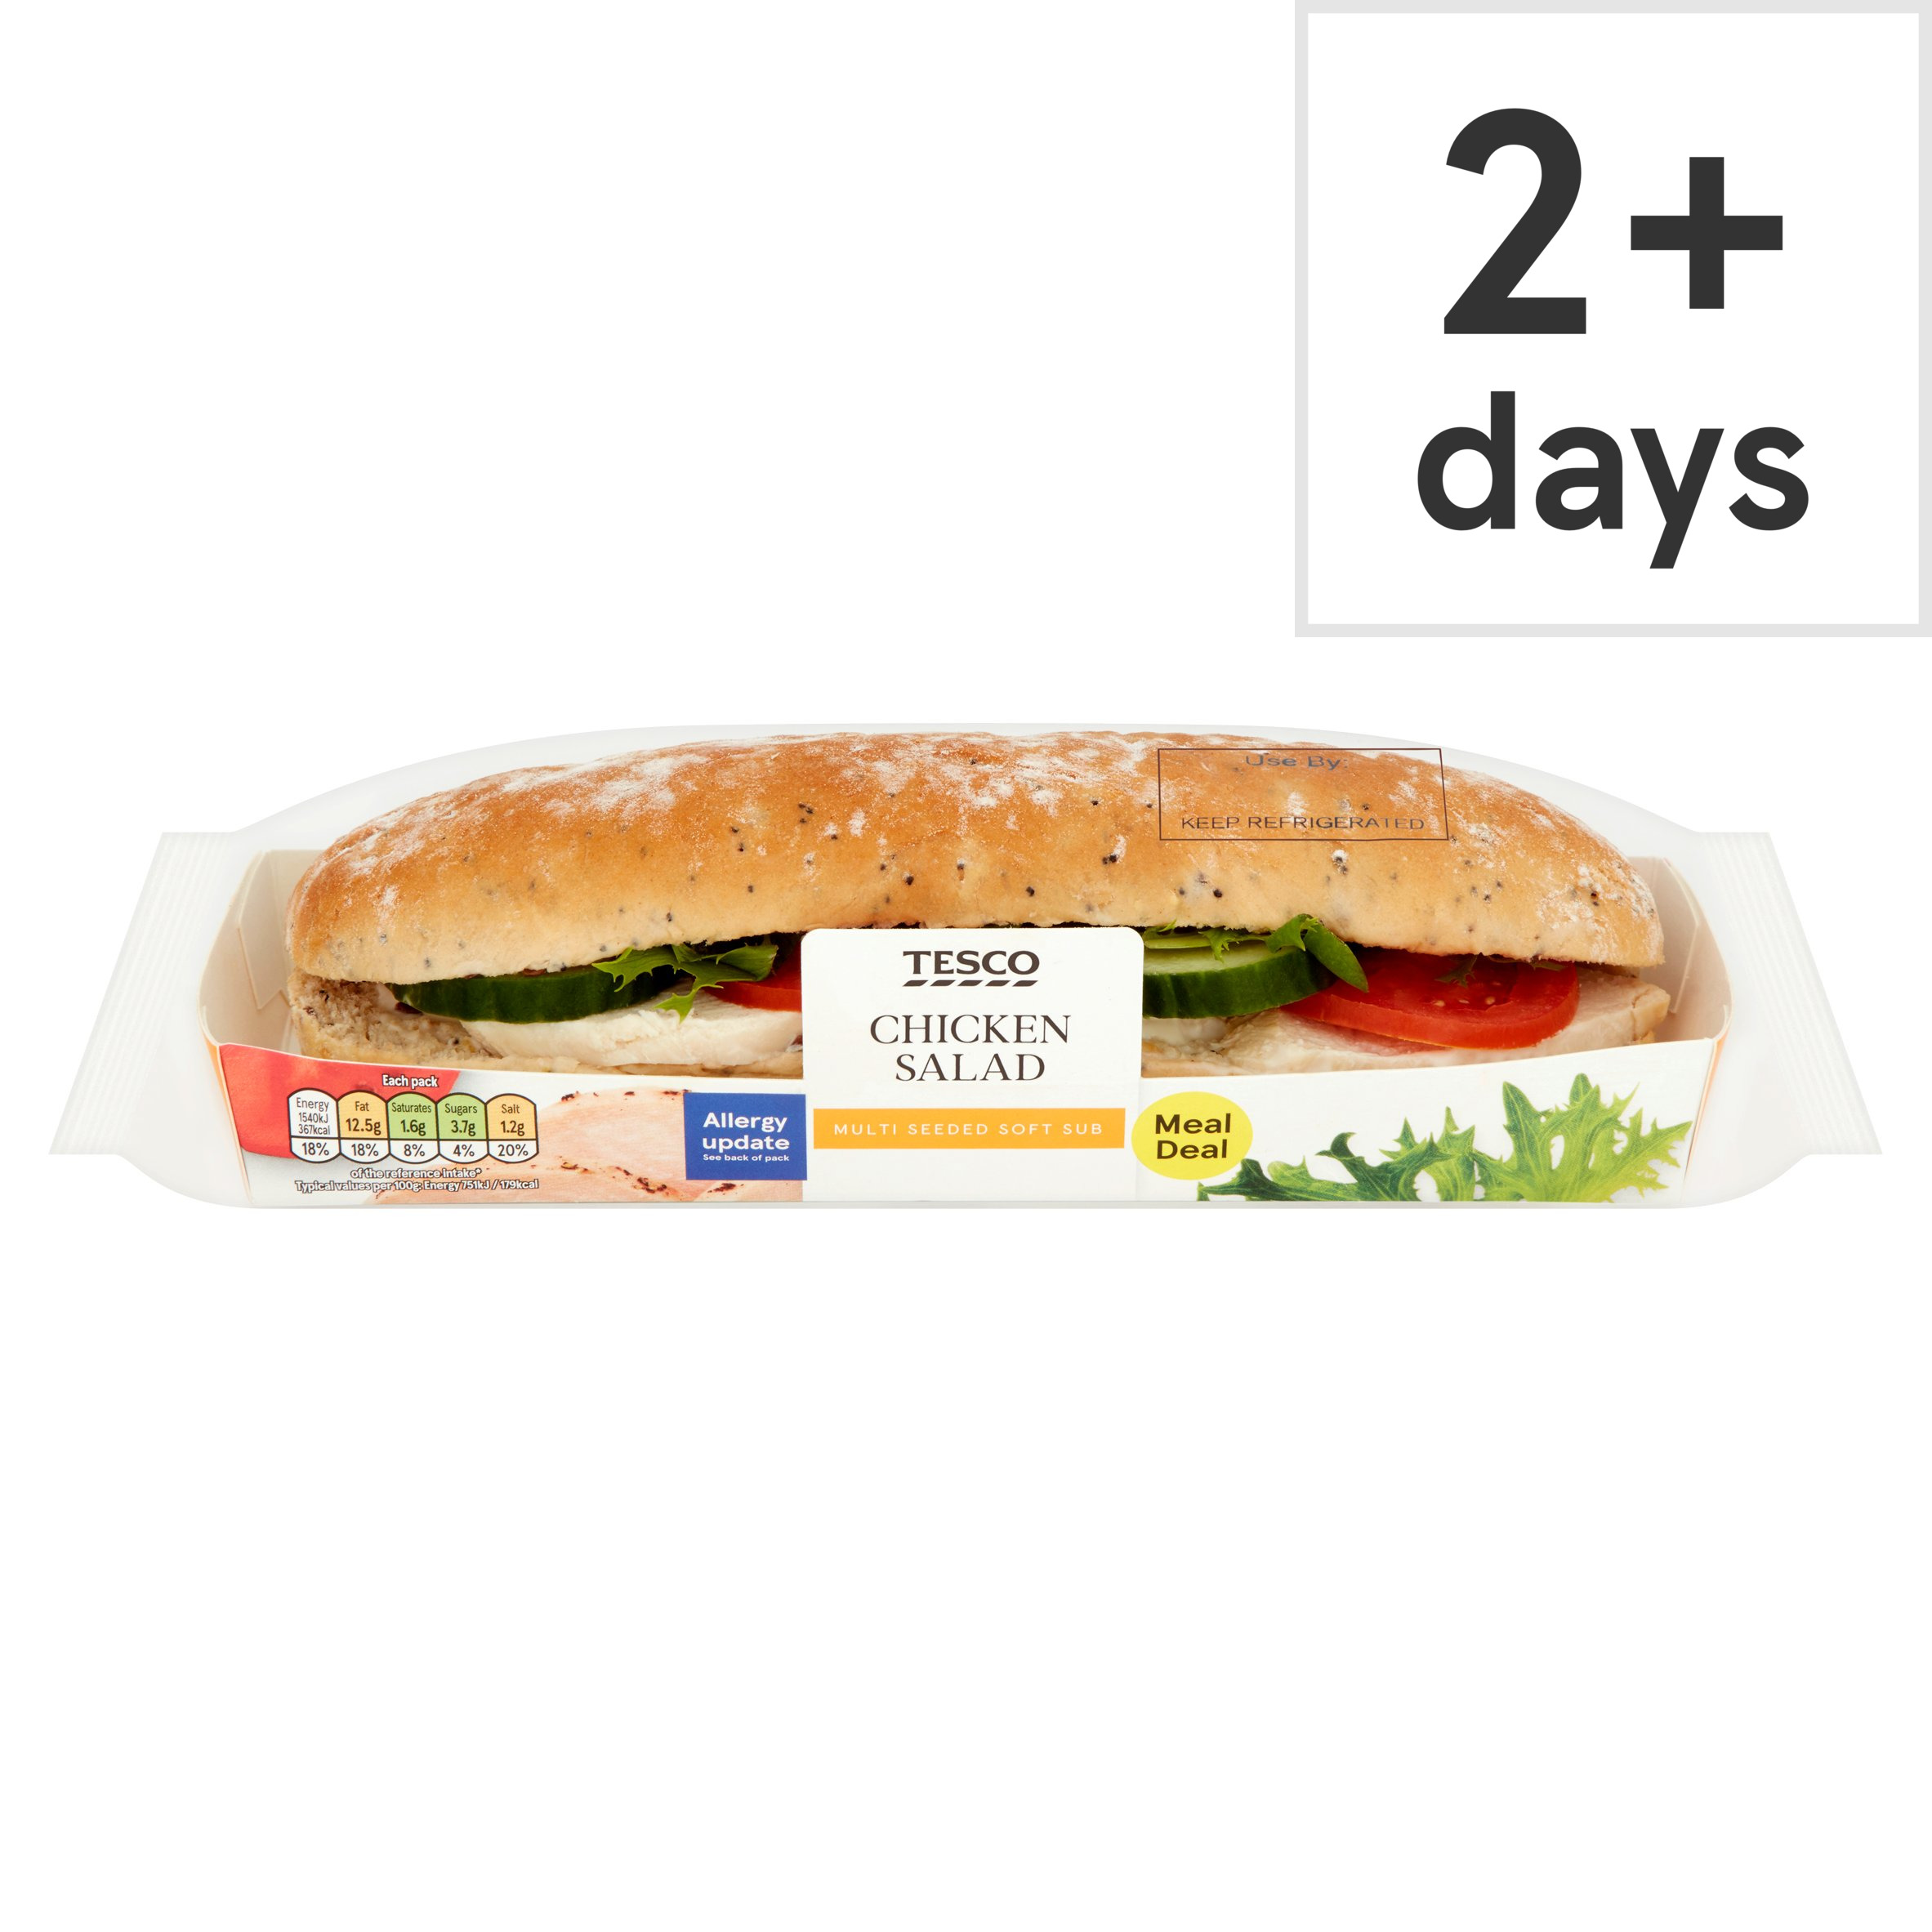 2+
days
Use By:
KEEP REFRIGERATED
TESCO
CHICKEN
SALAD
MULTI SEEDED SOFT SUB
Allergy
update
See back of pack
Meal
Deal
Each pack
Energy
1540kJ
367kcal
18%
Fat
12.5g
18%
Saturates
1.6g
8%
Sugars
3.7g
4%
Salt
1.2g
20%
of the reference intake*
Typical values per 100g: Energy 751kJ / 179kcal